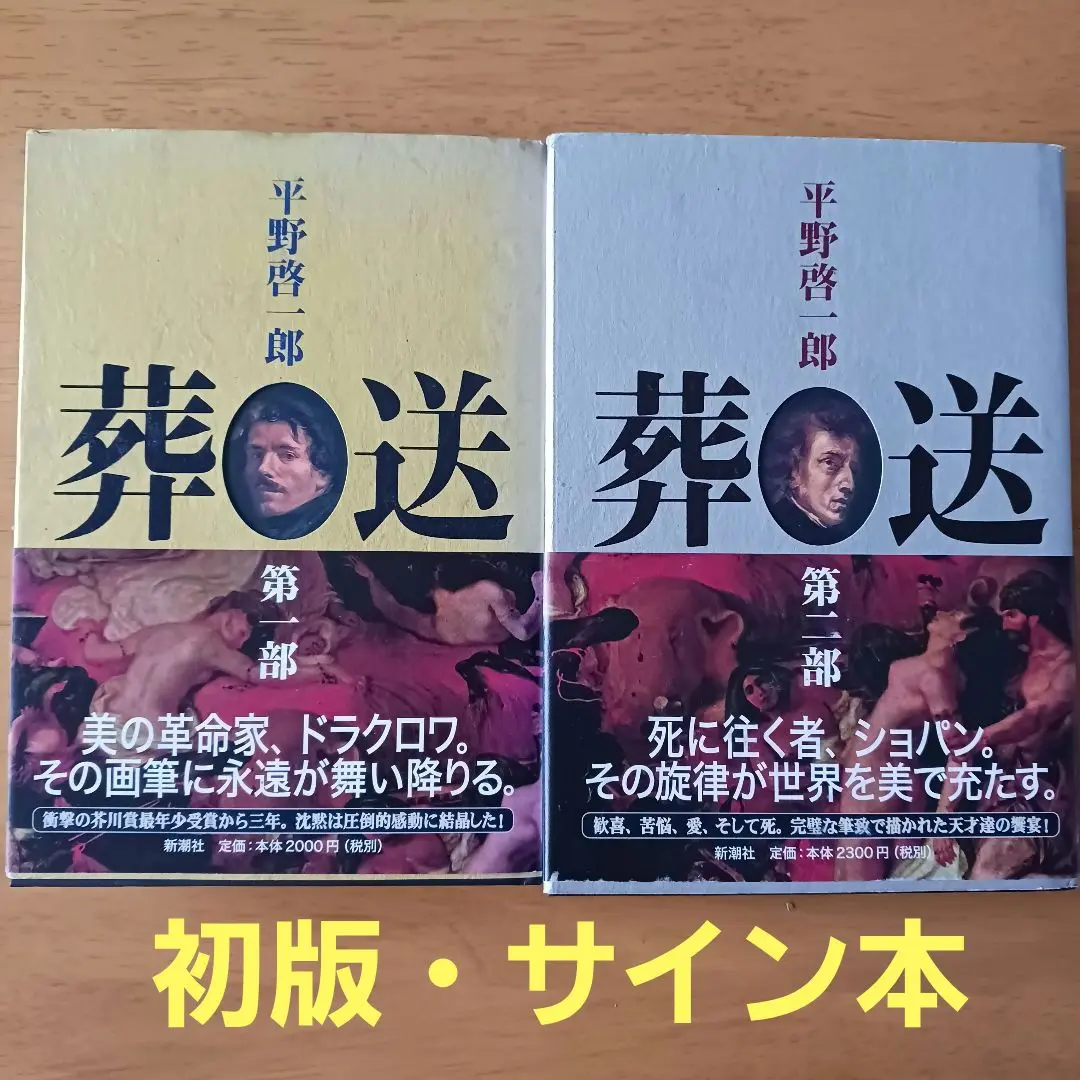 平野啓一郎
葬送
第一部
美の革命家、ドラクロワ。
その画筆に永遠が舞い降りる。
衝撃の芥川賞最年少受賞から三年。沈黙は圧倒的感動に結晶した!
新潮社 定価:本体2000円(税別)
平野啓一郎
葬送
第二部
死に往く者、ショパン。
その旋律が世界を美で充たす。
歓喜、苦悩、愛、そして死。完璧な筆致で描かれた天才達の饗宴!
新潮社 定価:本体2300円(税別)
初版・サイン本